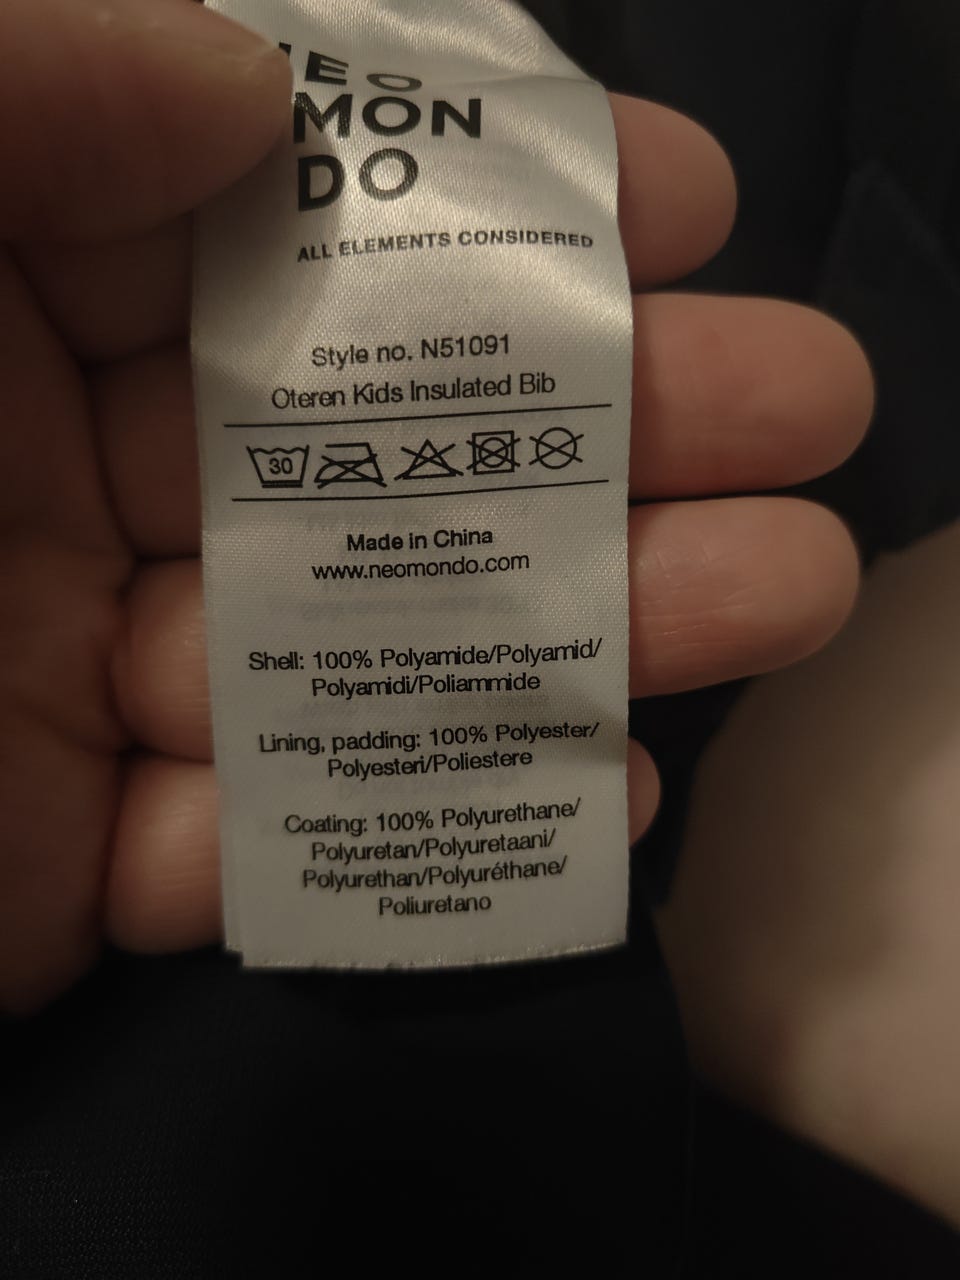 EO
MON
DO
ALL ELEMENTS CONSIDERED
Style no. N51091
Oteren Kids Insulated Bib
30
Made in China
www.neomondo.com
Shell: 100% Polyamide/Polyamid/
Polyamidi/Poliammide
Lining, padding: 100% Polyester/
Polyesteri/Poliestere
Coating: 100% Polyurethane/
Polyuretan/Polyuretaani/
Polyurethan/Polyuréthane/
Poliuretano